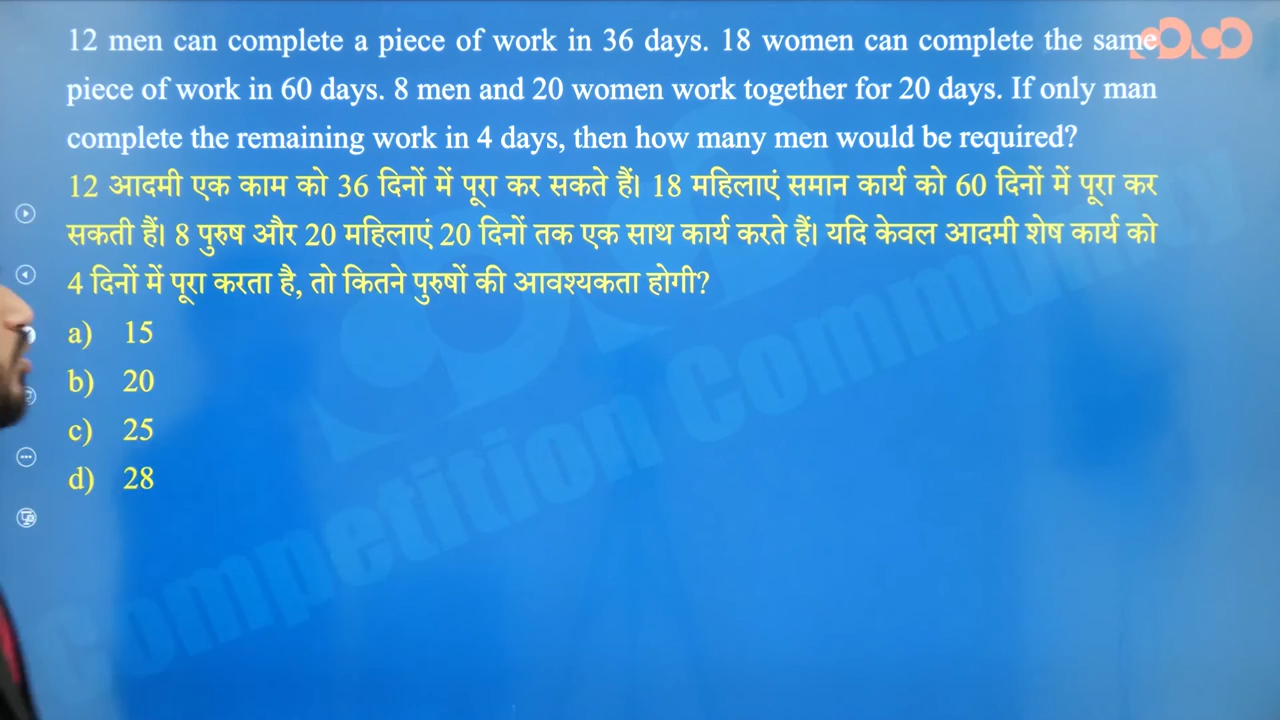 12 men can complete a piece of work in 36 days. 18 women can complete the same
piece of work in 60 days. 8 men and 20 women work together for 20 days. If only man
complete the remaining work in 4 days, then how many men would be required?
12 आदमी एक काम को 36 दिनों में पूरा कर सकते हैं। 18 महिलाएं समान कार्य को 60 दिनों में पूरा कर
सकती हैं। 8 पुरुष और 20 महिलाएं 20 दिनों तक एक साथ कार्य करते हैं। यदि केवल आदमी शेष कार्य को
4 दिनों में पूरा करता है, तो कितने पुरुषों की आवश्यकता होगी?
a) 15
b) 20
c) 25
d) 28
Competition Community